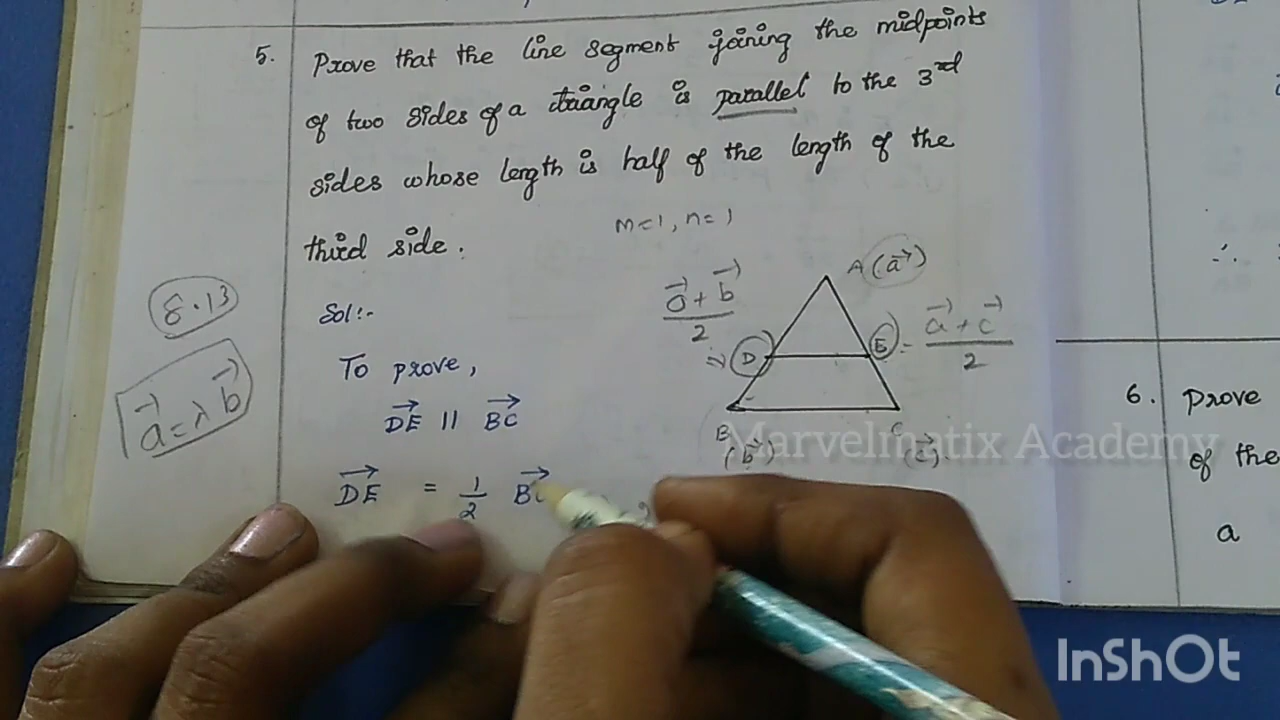 5. Prove that the line segment joining the midpoints
of two sides of a triangle is parallel to the 3rd
sides whose length is half of the length of the
third side.
m=1, n=1
8.13
a⃗ = λ b⃗
Sol:-
To prove,
DE⃗ || BC⃗
DE⃗ = 1/2
A (a⃗)
(a⃗ + b⃗)/2
D
E = (a⃗ + c⃗)/2
B
(b⃗)
C
(c⃗).
Marvelmatix Academy
6. Prove
of the
a
∴
InShOt